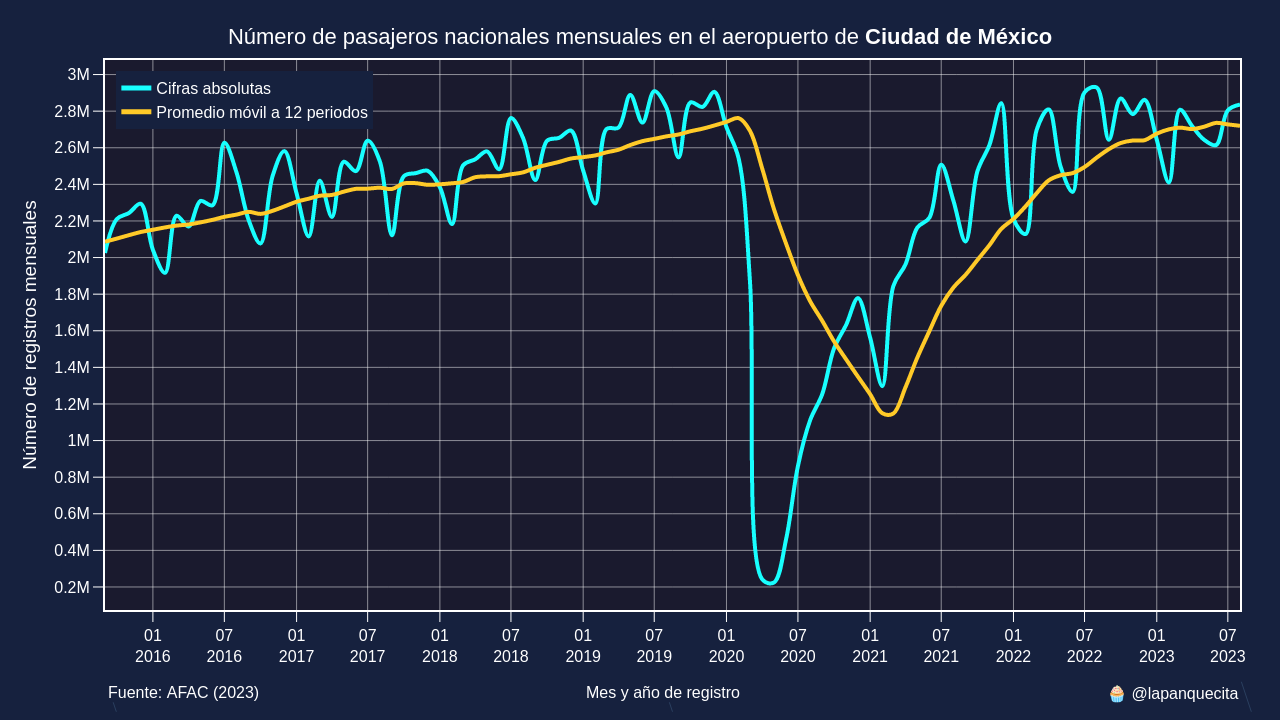 Número de pasajeros nacionales mensuales en el aeropuerto de Ciudad de México
Cifras absolutas
Promedio móvil a 12 periodos
Número de registros mensuales
3M
2.8M
2.6M
2.4M
2.2M
2M
1.8M
1.6M
1.4M
1.2M
1M
0.8M
0.6M
0.4M
0.2M
01 07 01 07 01 07 01 07 01 07 01 07 01 07 01 07
2016 2016 2017 2017 2018 2018 2019 2019 2020 2020 2021 2021 2022 2022 2023 2023
Fuente: AFAC (2023) Mes y año de registro 🧁 @lapanquecita